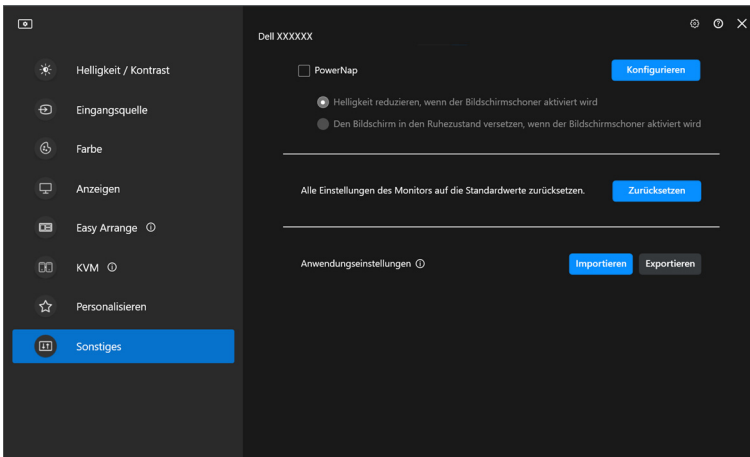 Dell XXXXXX
Helligkeit / Kontrast
Eingangsquelle
Farbe
Anzeigen
Easy Arrange
KVM
Personalisieren
Sonstiges
PowerNap
Konfigurieren
Helligkeit reduzieren, wenn der Bildschirmschoner aktiviert wird
Den Bildschirm in den Ruhezustand versetzen, wenn der Bildschirmschoner aktiviert wird
Alle Einstellungen des Monitors auf die Standardwerte zurücksetzen.
Zurücksetzen
Anwendungseinstellungen
Importieren
Exportieren